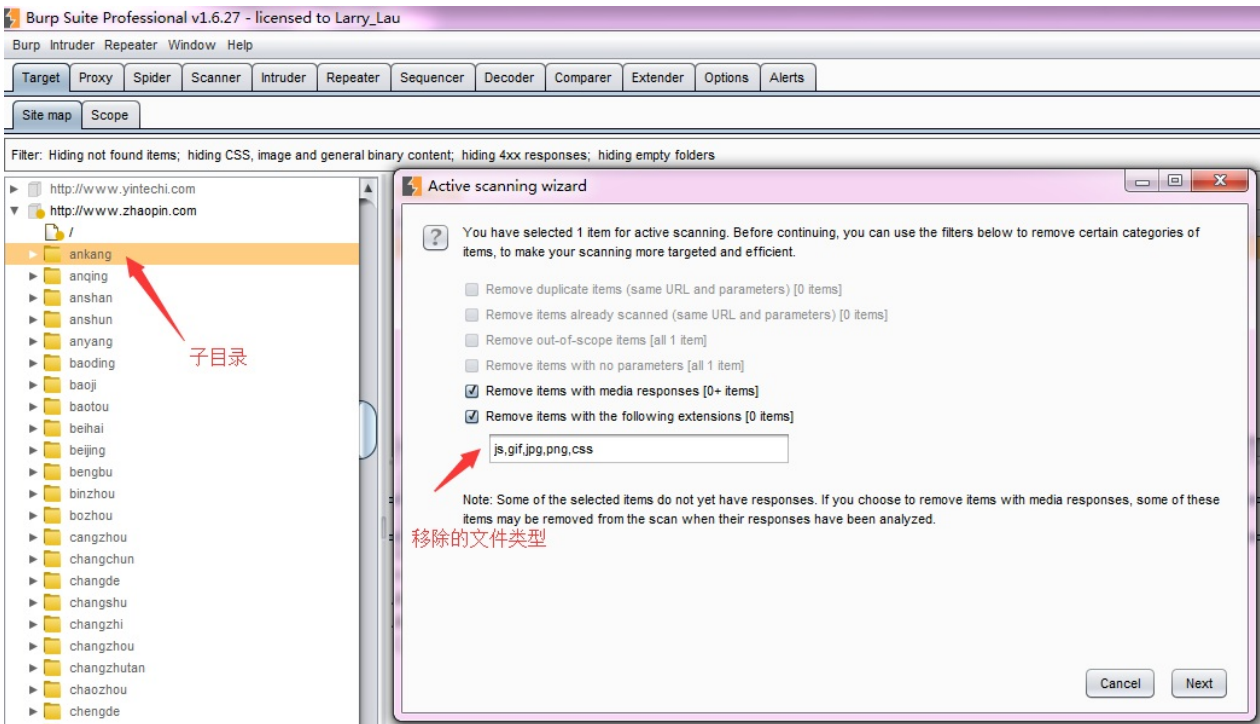 Burp Suite Professional v1.6.27 - licensed to Larry_Lau
Burp Intruder Repeater Window Help
Target Proxy Spider Scanner Intruder Repeater Sequencer Decoder Comparer Extender Options Alerts
Site map Scope
Filter: Hiding not found items; hiding CSS, image and general binary content; hiding 4xx responses; hiding empty folders
http://www.yintechi.com
http://www.zhaopin.com
/
ankang
anqing
anshan
anshun
anyang
baoding
baoji
baotou
beihai
beijing
bengbu
binzhou
bozhou
cangzhou
changchun
changde
changshu
changzhi
changzhou
changzhutan
chaozhou
chengde
子目录
Active scanning wizard
You have selected 1 item for active scanning. Before continuing, you can use the filters below to remove certain categories of
items, to make your scanning more targeted and efficient.
Remove duplicate items (same URL and parameters) [0 items]
Remove items already scanned (same URL and parameters) [0 items]
Remove out-of-scope items [all 1 item]
Remove items with no parameters [all 1 item]
Remove items with media responses [0+ items]
Remove items with the following extensions [0 items]
js,gif,jpg,png,css
Note: Some of the selected items do not yet have responses. If you choose to remove items with media responses, some of these
items may be removed from the scan when their responses have been analyzed.
移除的文件类型
Cancel Next